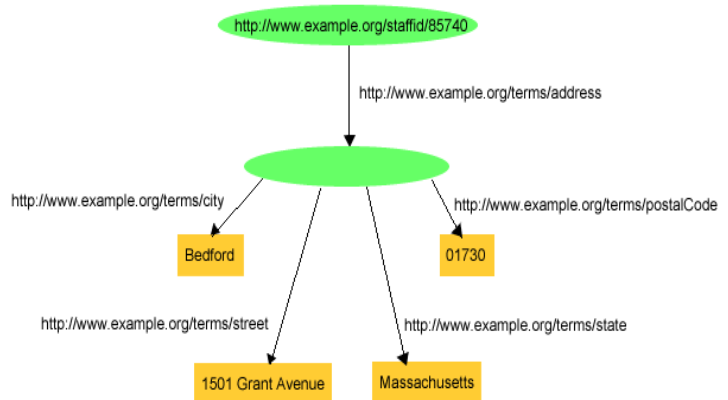 http://www.example.org/staffid/85740
http://www.example.org/terms/address
http://www.example.org/terms/city
http://www.example.org/terms/postalCode
Bedford
01730
http://www.example.org/terms/street
http://www.example.org/terms/state
1501 Grant Avenue
Massachusetts